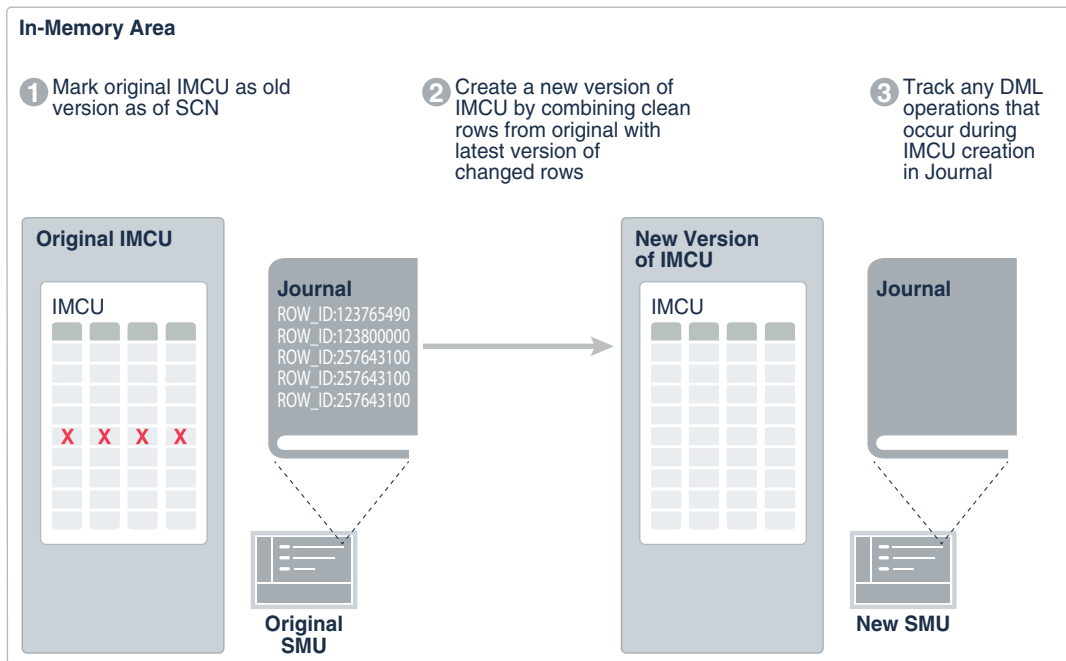 In-Memory Area
1 Mark original IMCU as old
version as of SCN
2 Create a new version of
IMCU by combining clean
rows from original with
latest version of
changed rows
3 Track any DML
operations that
occur during
IMCU creation
in Journal
Original IMCU
IMCU
X X X X
Journal
ROW_ID:123765490
ROW_ID:123800000
ROW_ID:257643100
ROW_ID:257643100
ROW_ID:257643100
Original
SMU
New Version
of IMCU
IMCU
Journal
New SMU